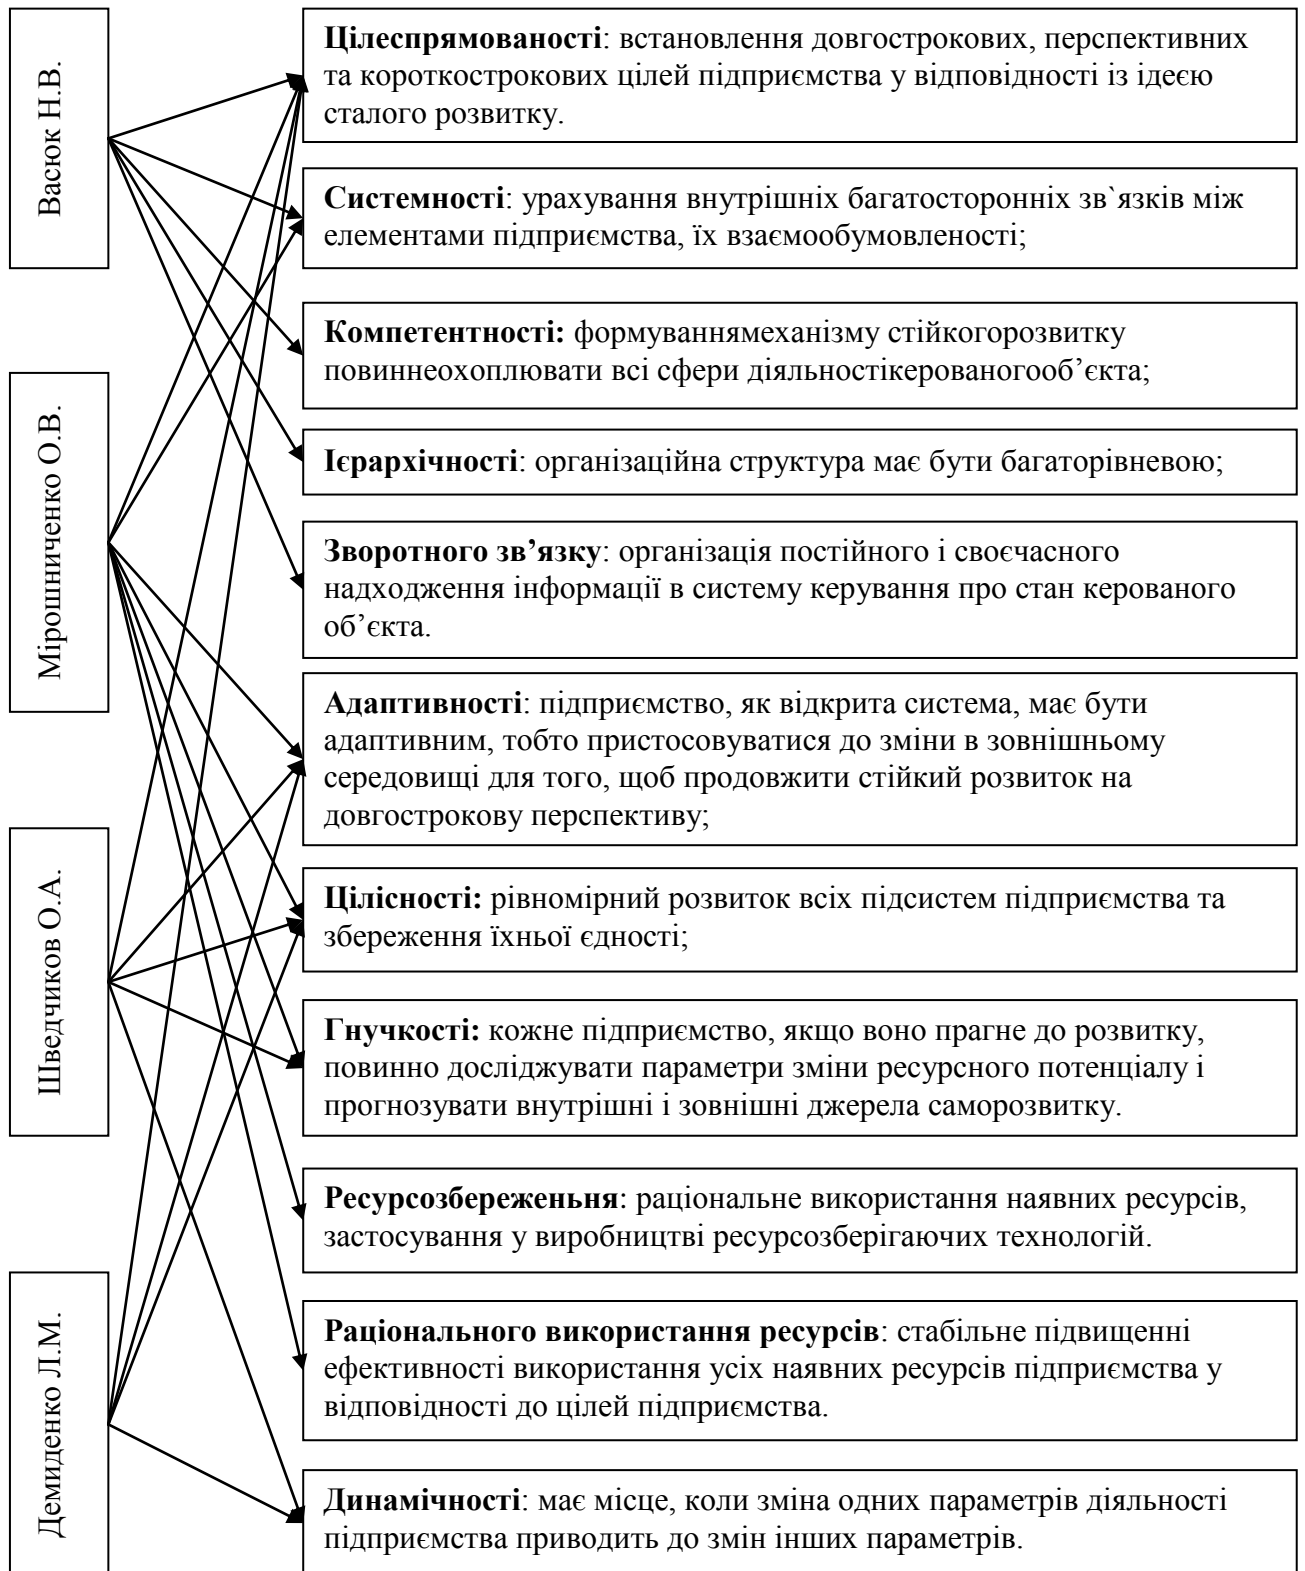 Васюк Н.В.
Мірошниченко О.В.
Шведчиков О.А.
Демиденко Л.М.
Цілеспрямованості: встановлення довгострокових, перспективних
та короткострокових цілей підприємства у відповідності із ідеєю
сталого розвитку.
Системності: урахування внутрішніх багатосторонніх зв`язків між
елементами підприємства, їх взаємообумовленості;
Компетентності: формуваннямеханізму стійкогорозвитку
повиннеохоплювати всі сфери діяльностікерованогооб’єкта;
Ієрархічності: організаційна структура має бути багаторівневою;
Зворотного зв’язку: організація постійного і своєчасного
надходження інформації в систему керування про стан керованого
об’єкта.
Адаптивності: підприємство, як відкрита система, має бути
адаптивним, тобто пристосовуватися до зміни в зовнішньому
середовищі для того, щоб продовжити стійкий розвиток на
довгострокову перспективу;
Цілісності: рівномірний розвиток всіх підсистем підприємства та
збереження їхньої єдності;
Гнучкості: кожне підприємство, якщо воно прагне до розвитку,
повинно досліджувати параметри зміни ресурсного потенціалу і
прогнозувати внутрішні і зовнішні джерела саморозвитку.
Ресурсозбереженьня: раціональне використання наявних ресурсів,
застосування у виробництві ресурсозберігаючих технологій.
Раціонального використання ресурсів: стабільне підвищенні
ефективності використання усіх наявних ресурсів підприємства у
відповідності до цілей підприємства.
Динамічності: має місце, коли зміна одних параметрів діяльності
підприємства приводить до змін інших параметрів.